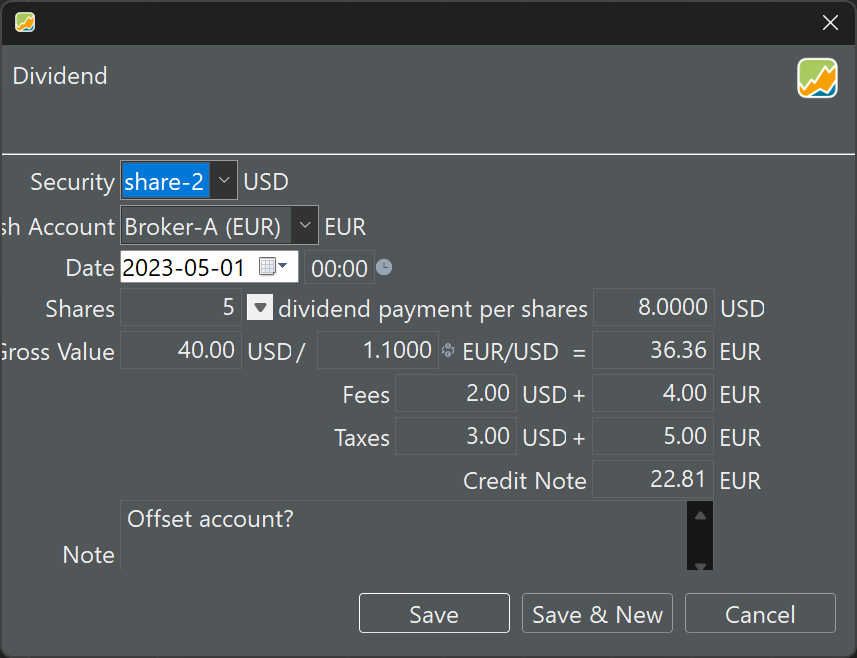 Dividend
Security share-2 USD
sh Account Broker-A (EUR) EUR
Date 2023-05-01 00:00
Shares 5 dividend payment per shares 8.0000 USD
Gross Value 40.00 USD / 1.1000 EUR/USD = 36.36 EUR
Fees 2.00 USD + 4.00 EUR
Taxes 3.00 USD + 5.00 EUR
Credit Note 22.81 EUR
Note Offset account?
Save Save & New Cancel